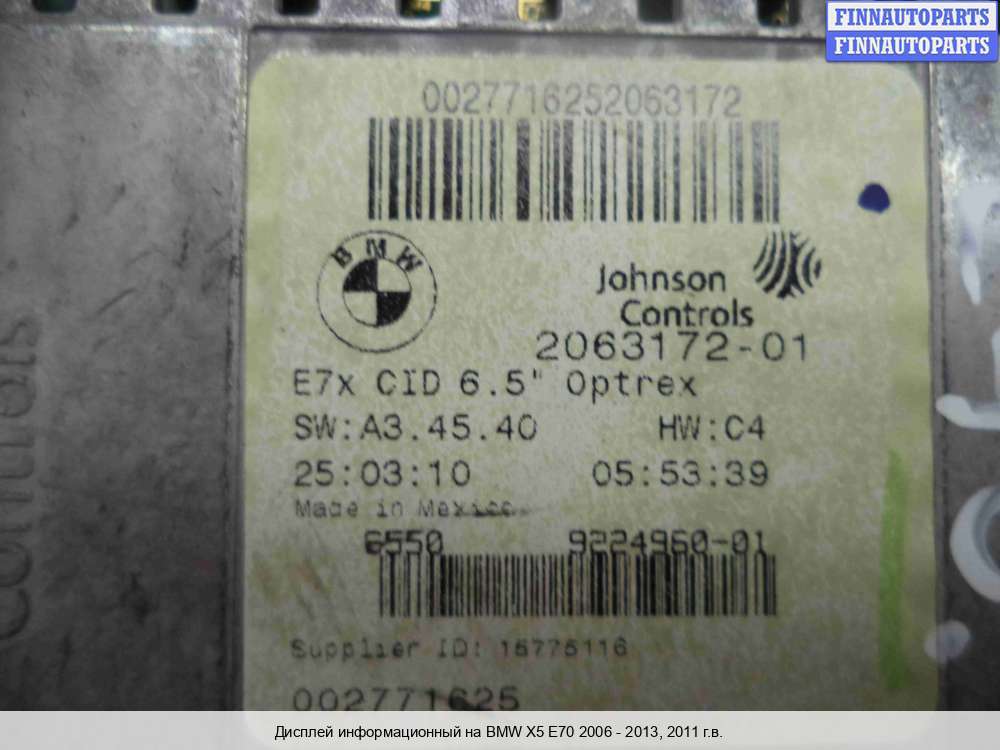 FINNAUTOPARTS
FINNAUTOPARTS
0027716252063172
BMW
Johnson
Controls
2063172-01
E7x CID 6.5" Optrex
SW:A3.45.40 HW:C4
25:03:10 05:53:39
Made in Mexico
6550 9224960-01
Supplier ID: 15775116
002771625
Дисплей информационный на BMW X5 E70 2006 - 2013, 2011 г.в.